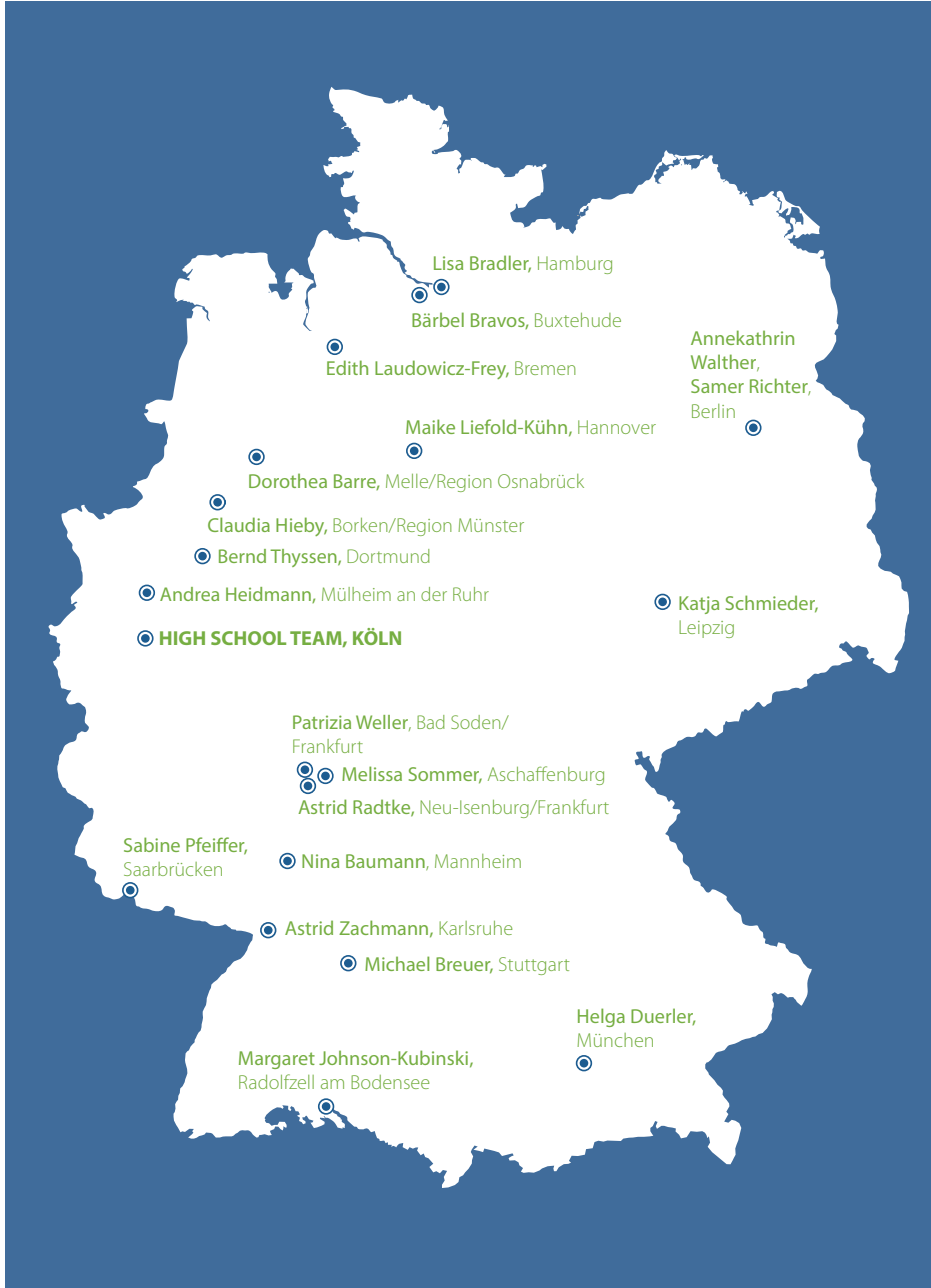 Lisa Bradler, Hamburg
Bärbel Bravos, Buxtehude
Edith Laudowicz-Frey, Bremen
Annekathrin
Walther,
Samer Richter,
Berlin
Maike Liefold-Kühn, Hannover
Dorothea Barre, Melle/Region Osnabrück
Claudia Hieby, Borken/Region Münster
Bernd Thyssen, Dortmund
Andrea Heidmann, Mülheim an der Ruhr
Katja Schmieder,
Leipzig
HIGH SCHOOL TEAM, KÖLN
Patrizia Weller, Bad Soden/
Frankfurt
Melissa Sommer, Aschaffenburg
Astrid Radtke, Neu-Isenburg/Frankfurt
Sabine Pfeiffer,
Saarbrücken
Nina Baumann, Mannheim
Astrid Zachmann, Karlsruhe
Michael Breuer, Stuttgart
Helga Duerler,
München
Margaret Johnson-Kubinski,
Radolfzell am Bodensee